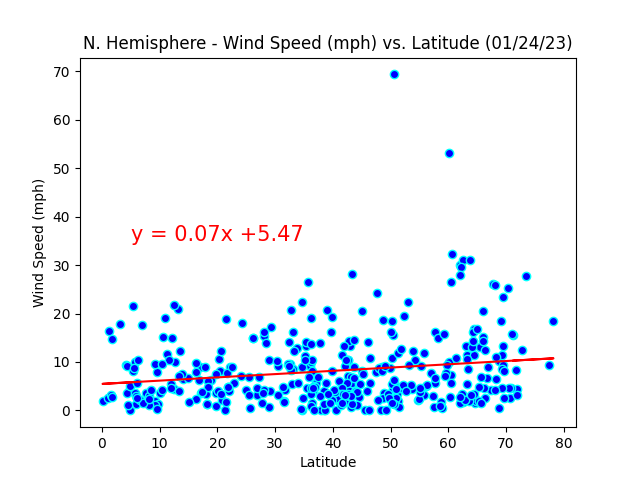 N. Hemisphere - Wind Speed (mph) vs. Latitude (01/24/23)
70
60
50
40
30
20
10
0
Wind Speed (mph)
y = 0.07x +5.47
0 10 20 30 40 50 60 70 80
Latitude